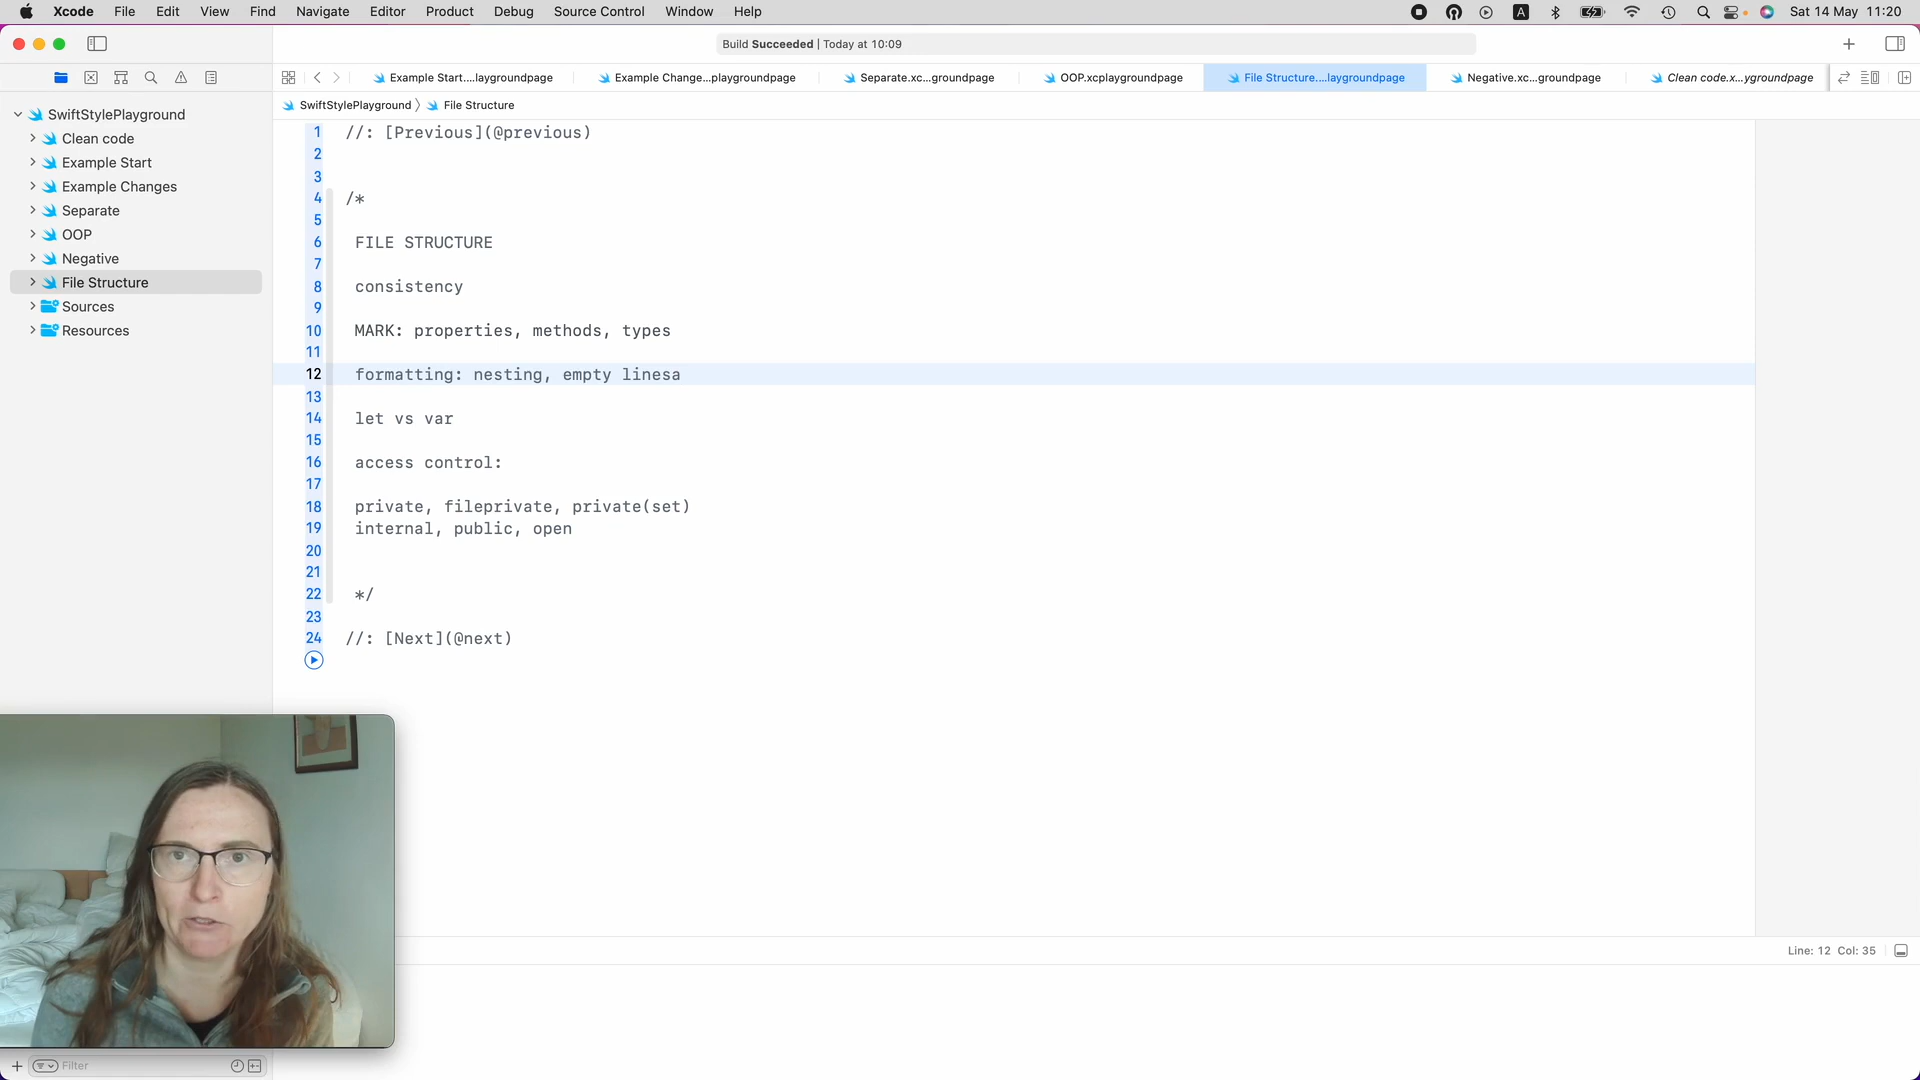 Xcode File Edit View Find Navigate Editor Product Debug Source Control Window Help
A
Sat 14 May 11:20
Build Succeeded | Today at 10:09
Example Start....laygroundpage
Example Change...playgroundpage
Separate.xc...groundpage
OOP.xcplaygroundpage
File Structure....laygroundpage
Negative.xc...groundpage
Clean code.x...ygroundpage
SwiftStylePlayground
File Structure
SwiftStylePlayground
Clean code
Example Start
Example Changes
Separate
OOP
Negative
File Structure
Sources
Resources
1 //: [Previous](@previous)
2
3
4 /*
5
6 FILE STRUCTURE
7
8 consistency
9
10 MARK: properties, methods, types
11
12 formatting: nesting, empty linesa
13
14 let vs var
15
16 access control:
17
18 private, fileprivate, private(set)
19 internal, public, open
20
21
22 */
23
24 //: [Next](@next)
Line: 12 Col: 35
Filter